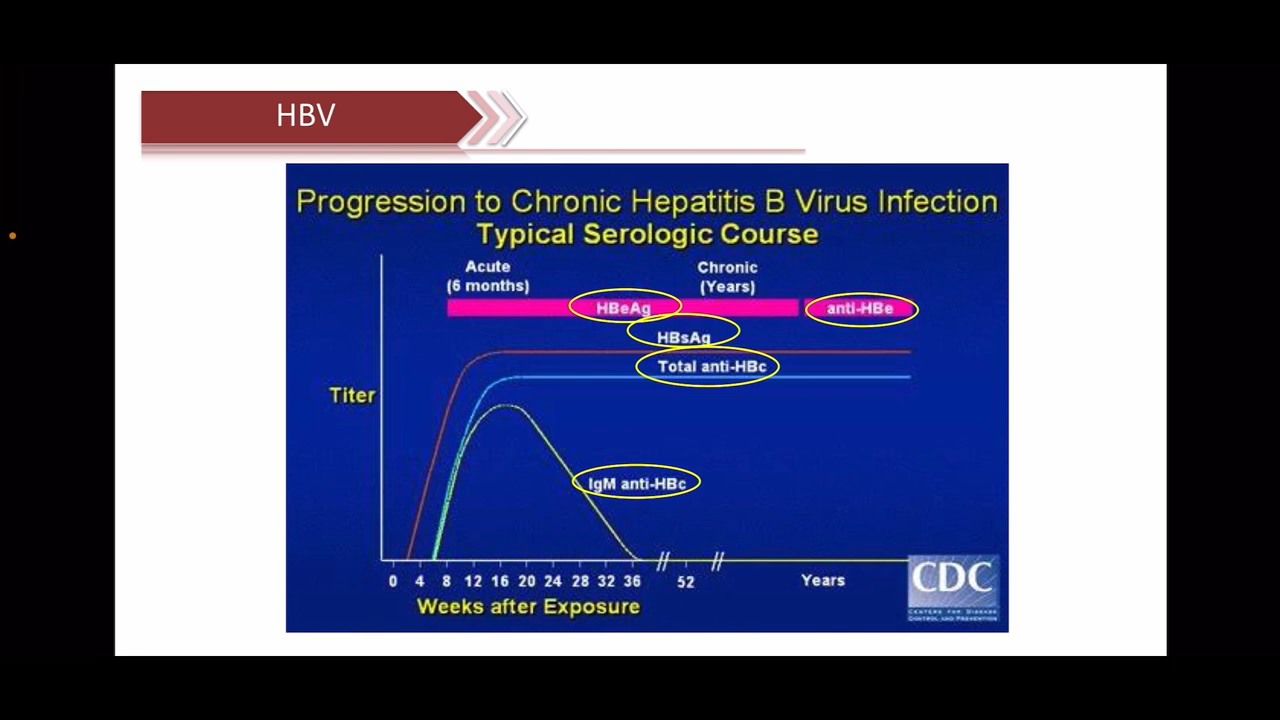 HBV
Progression to Chronic Hepatitis B Virus Infection
Typical Serologic Course
Acute
(6 months)
Chronic
(Years)
HBeAg
anti-HBe
HBsAg
Total anti-HBc
Titer
IgM anti-HBc
0 4 8 12 16 20 24 28 32 36 52 Years
Weeks after Exposure
CDC
CENTERS FOR DISEASE
CONTROL AND PREVENTION